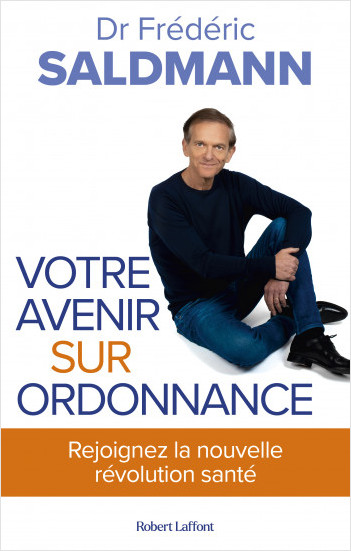 Dr Frédéric
SALDMANN
VOTRE
AVENIR
SUR
ORDONNANCE
Rejoignez la nouvelle
révolution santé
Robert Laffont